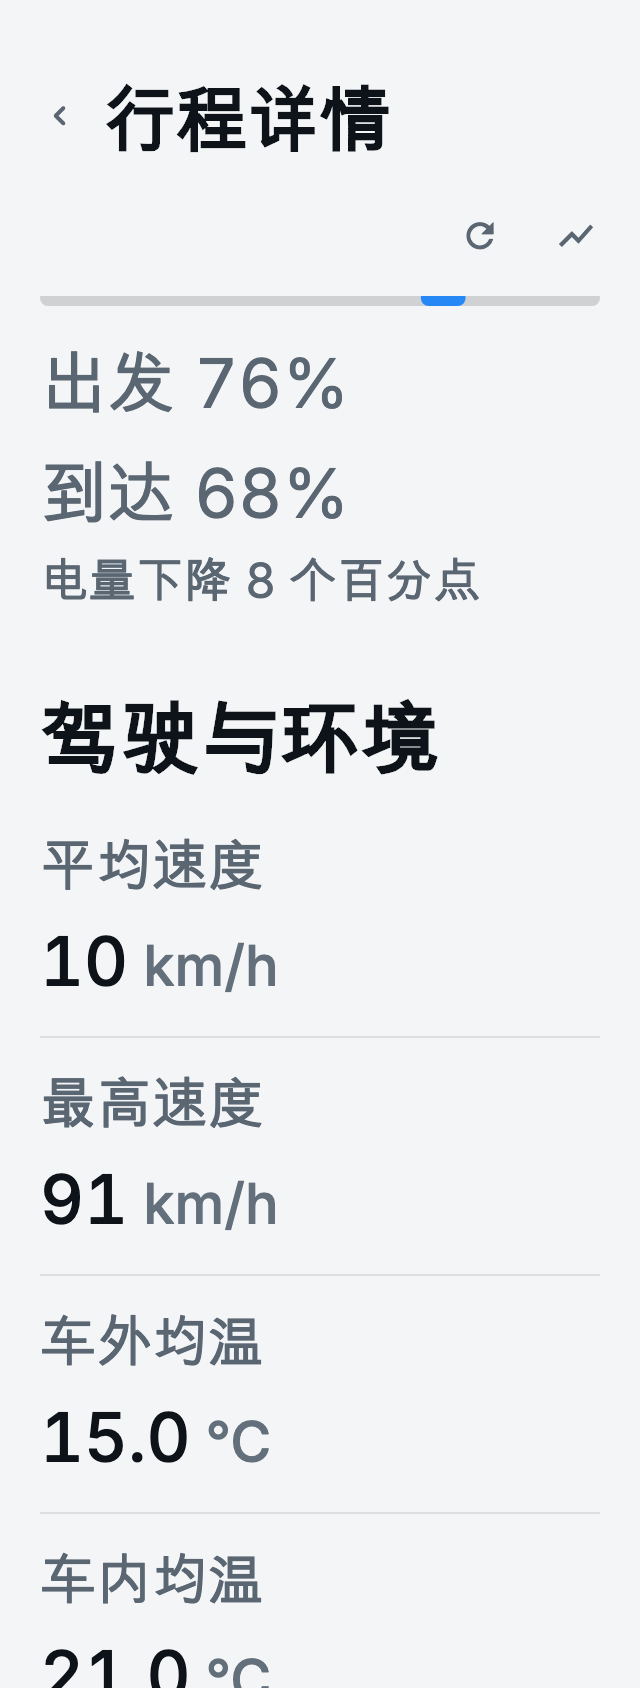 行程详情
出发 76%
到达 68%
电量下降 8 个百分点
驾驶与环境
平均速度
10 km/h
最高速度
91 km/h
车外均温
15.0 °C
车内均温
21.0 °C